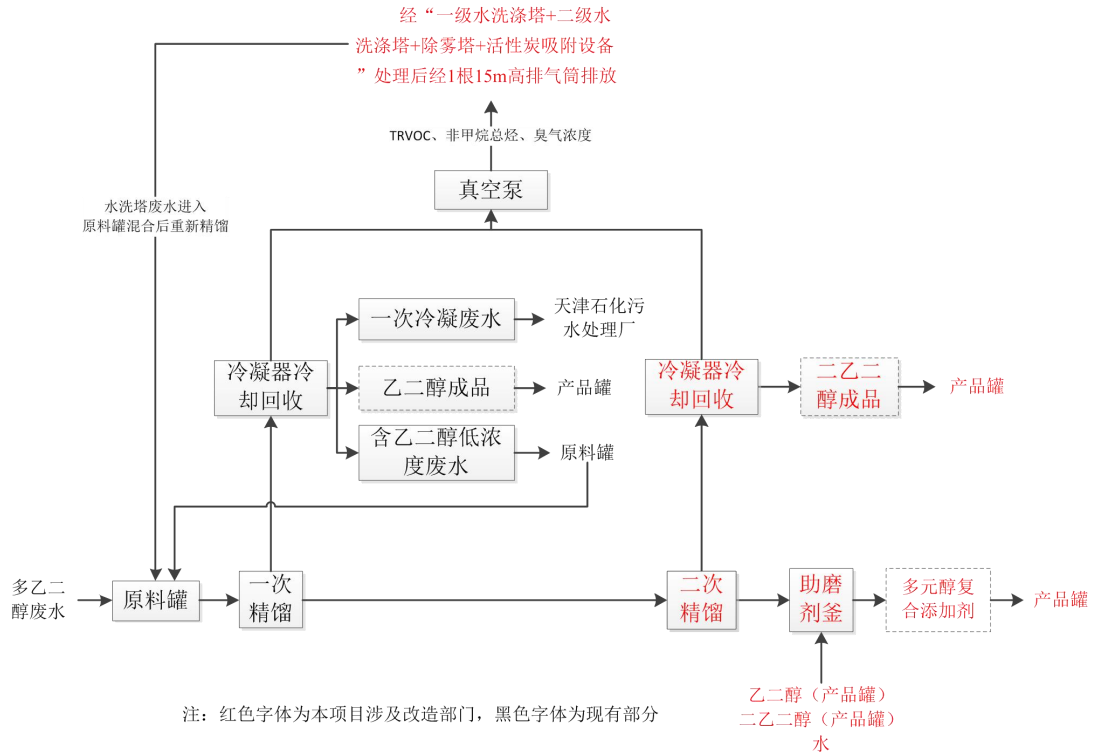 经“一级水洗涤塔+二级水
洗涤塔+除雾塔+活性炭吸附设备
”处理后经1根15m高排气筒排放
TRVOC、非甲烷总烃、臭气浓度
真空泵
水洗塔废水进入
原料罐混合后重新精馏
一次冷凝废水
天津石化污
水处理厂
冷凝器冷
却回收
乙二醇成品
产品罐
含乙二醇低浓
度废水
原料罐
冷凝器冷
却回收
二乙二
醇成品
产品罐
多乙二
醇废水
原料罐
一次
精馏
二次
精馏
助磨
剂釜
多元醇复
合添加剂
产品罐
乙二醇（产品罐）
二乙二醇（产品罐）
水
注：红色字体为本项目涉及改造部门，黑色字体为现有部分